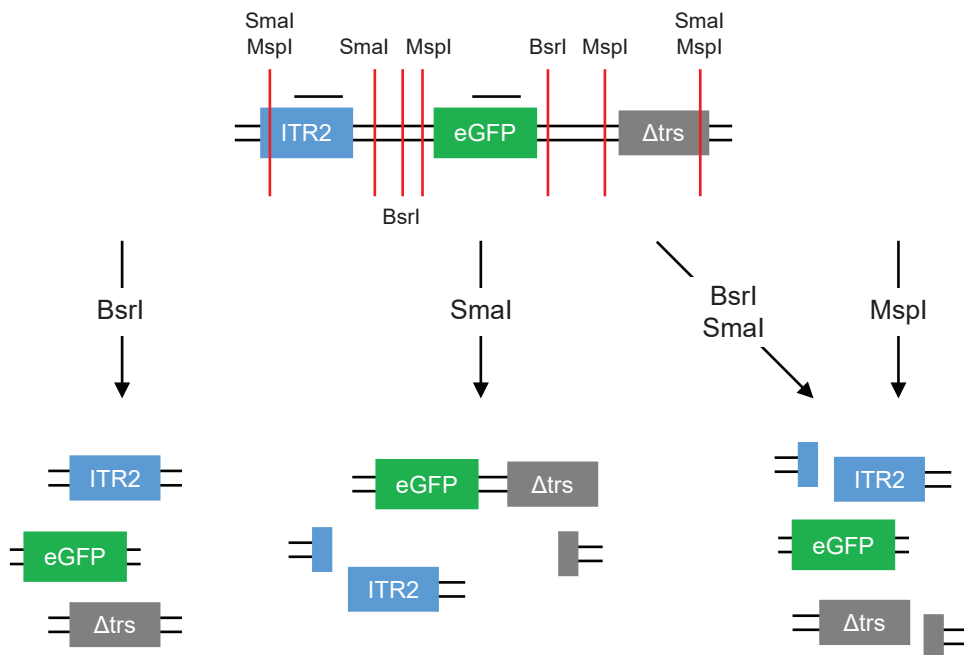 SmaI
MspI
SmaI
MspI
BsrI
MspI
SmaI
MspI
ITR2
eGFP
Δtrs
BsrI
BsrI
SmaI
BsrI
SmaI
MspI
ITR2
eGFP
Δtrs
eGFP
Δtrs
ITR2
ITR2
eGFP
Δtrs